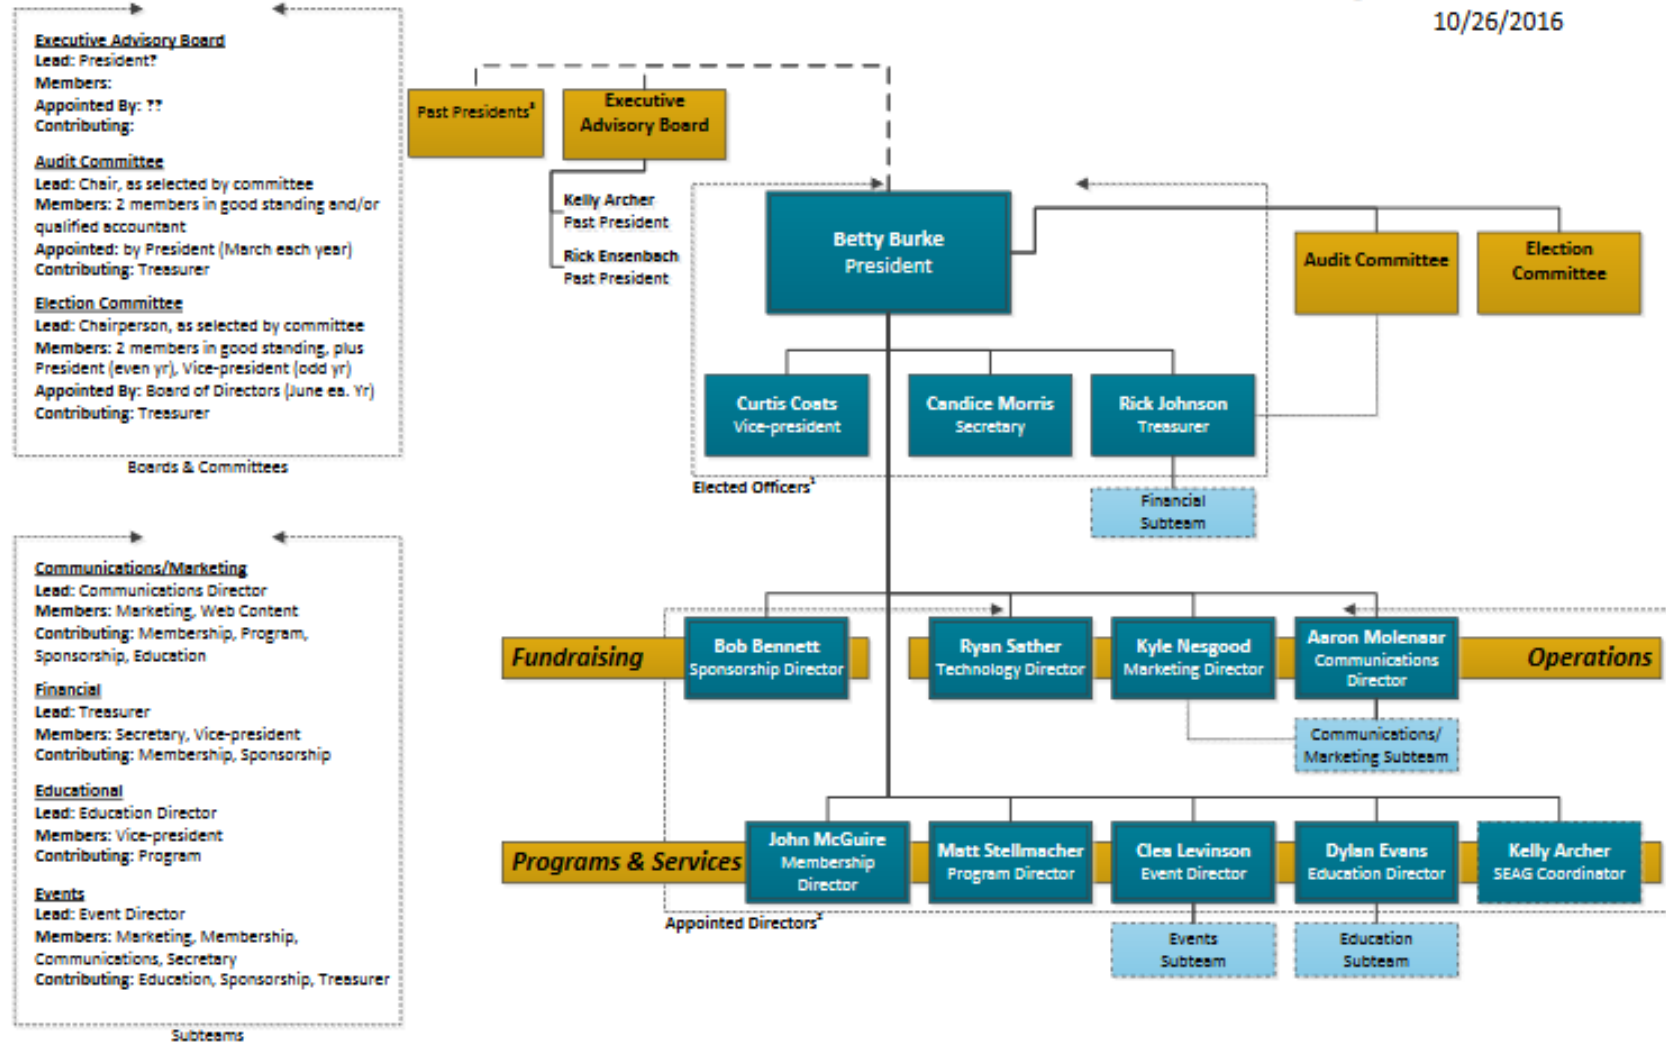 10/26/2016
Executive Advisory Board
Lead: President?
Members:
Appointed By: ??
Contributing:
Audit Committee
Lead: Chair, as selected by committee
Members: 2 members in good standing and/or
qualified accountant
Appointed: by President (March each year)
Contributing: Treasurer
Election Committee
Lead: Chairperson, as selected by committee
Members: 2 members in good standing, plus
President (even yr), Vice-president (odd yr)
Appointed By: Board of Directors (June ea. Yr)
Contributing: Treasurer
Boards & Committees
Past Presidents³
Executive
Advisory Board
Kelly Archer
Past President
Rick Ensenbach
Past President
Betty Burke
President
Audit Committee
Election
Committee
Curtis Coats
Vice-president
Candice Morris
Secretary
Rick Johnson
Treasurer
Elected Officers¹
Financial
Subteam
Communications/Marketing
Lead: Communications Director
Members: Marketing, Web Content
Contributing: Membership, Program,
Sponsorship, Education
Financial
Lead: Treasurer
Members: Secretary, Vice-president
Contributing: Membership, Sponsorship
Educational
Lead: Education Director
Members: Vice-president
Contributing: Program
Events
Lead: Event Director
Members: Marketing, Membership,
Communications, Secretary
Contributing: Education, Sponsorship, Treasurer
Subteams
Fundraising
Bob Bennett
Sponsorship Director
Ryan Sather
Technology Director
Kyle Nesgood
Marketing Director
Aaron Molenaar
Communications
Director
Operations
Communications/
Marketing Subteam
Programs & Services
John McGuire
Membership
Director
Matt Stellmacher
Program Director
Clea Levinson
Event Director
Dylan Evans
Education Director
Kelly Archer
SEAG Coordinator
Appointed Directors²
Events
Subteam
Education
Subteam